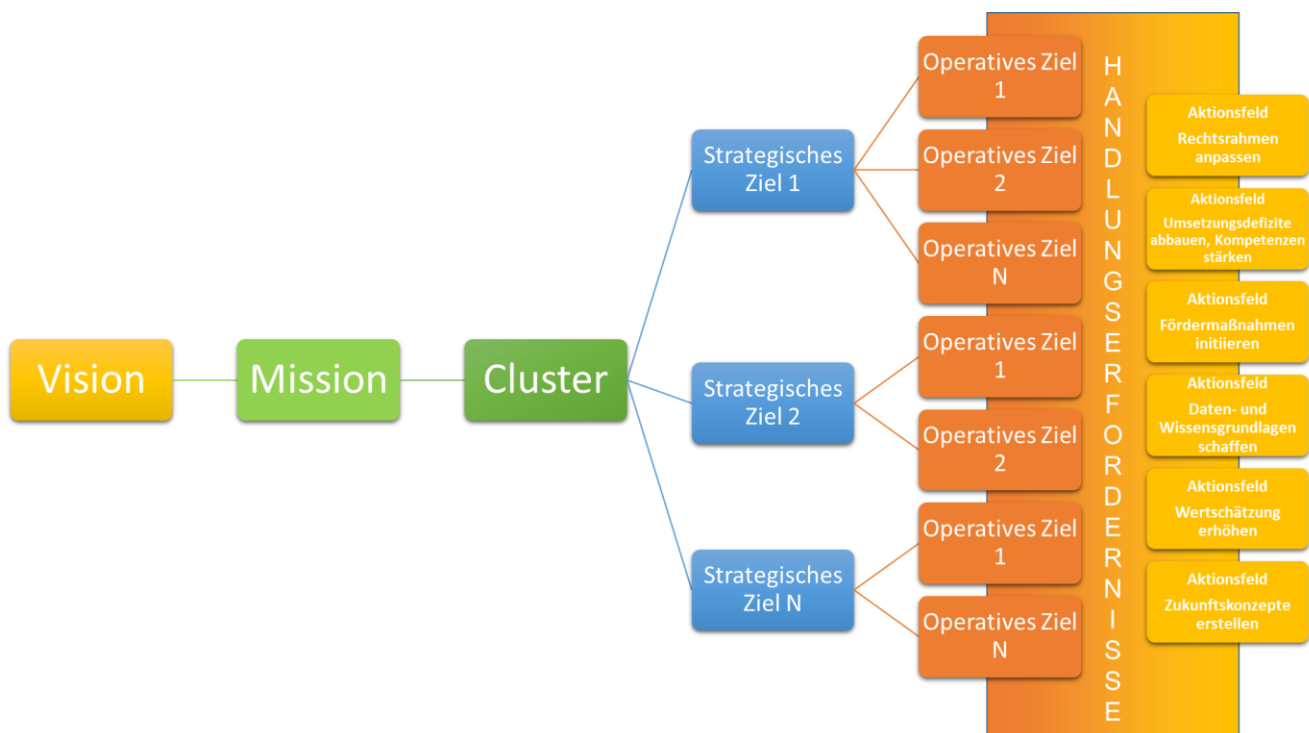 Vision
Mission
Cluster
Strategisches
Ziel 1
Strategisches
Ziel 2
Strategisches
Ziel N
Operatives Ziel
1
Operatives Ziel
2
Operatives Ziel
N
Operatives Ziel
1
Operatives Ziel
2
Operatives Ziel
1
Operatives Ziel
N
HANDLUNGSERFORDERNISSE
Aktionsfeld
Rechtsrahmen
anpassen
Aktionsfeld
Umsetzungsdefizite
abbauen, Kompetenzen
stärken
Aktionsfeld
Fördermaßnahmen
initiieren
Aktionsfeld
Daten- und
Wissensgrundlagen
schaffen
Aktionsfeld
Wertschätzung
erhöhen
Aktionsfeld
Zukunftskonzepte
erstellen